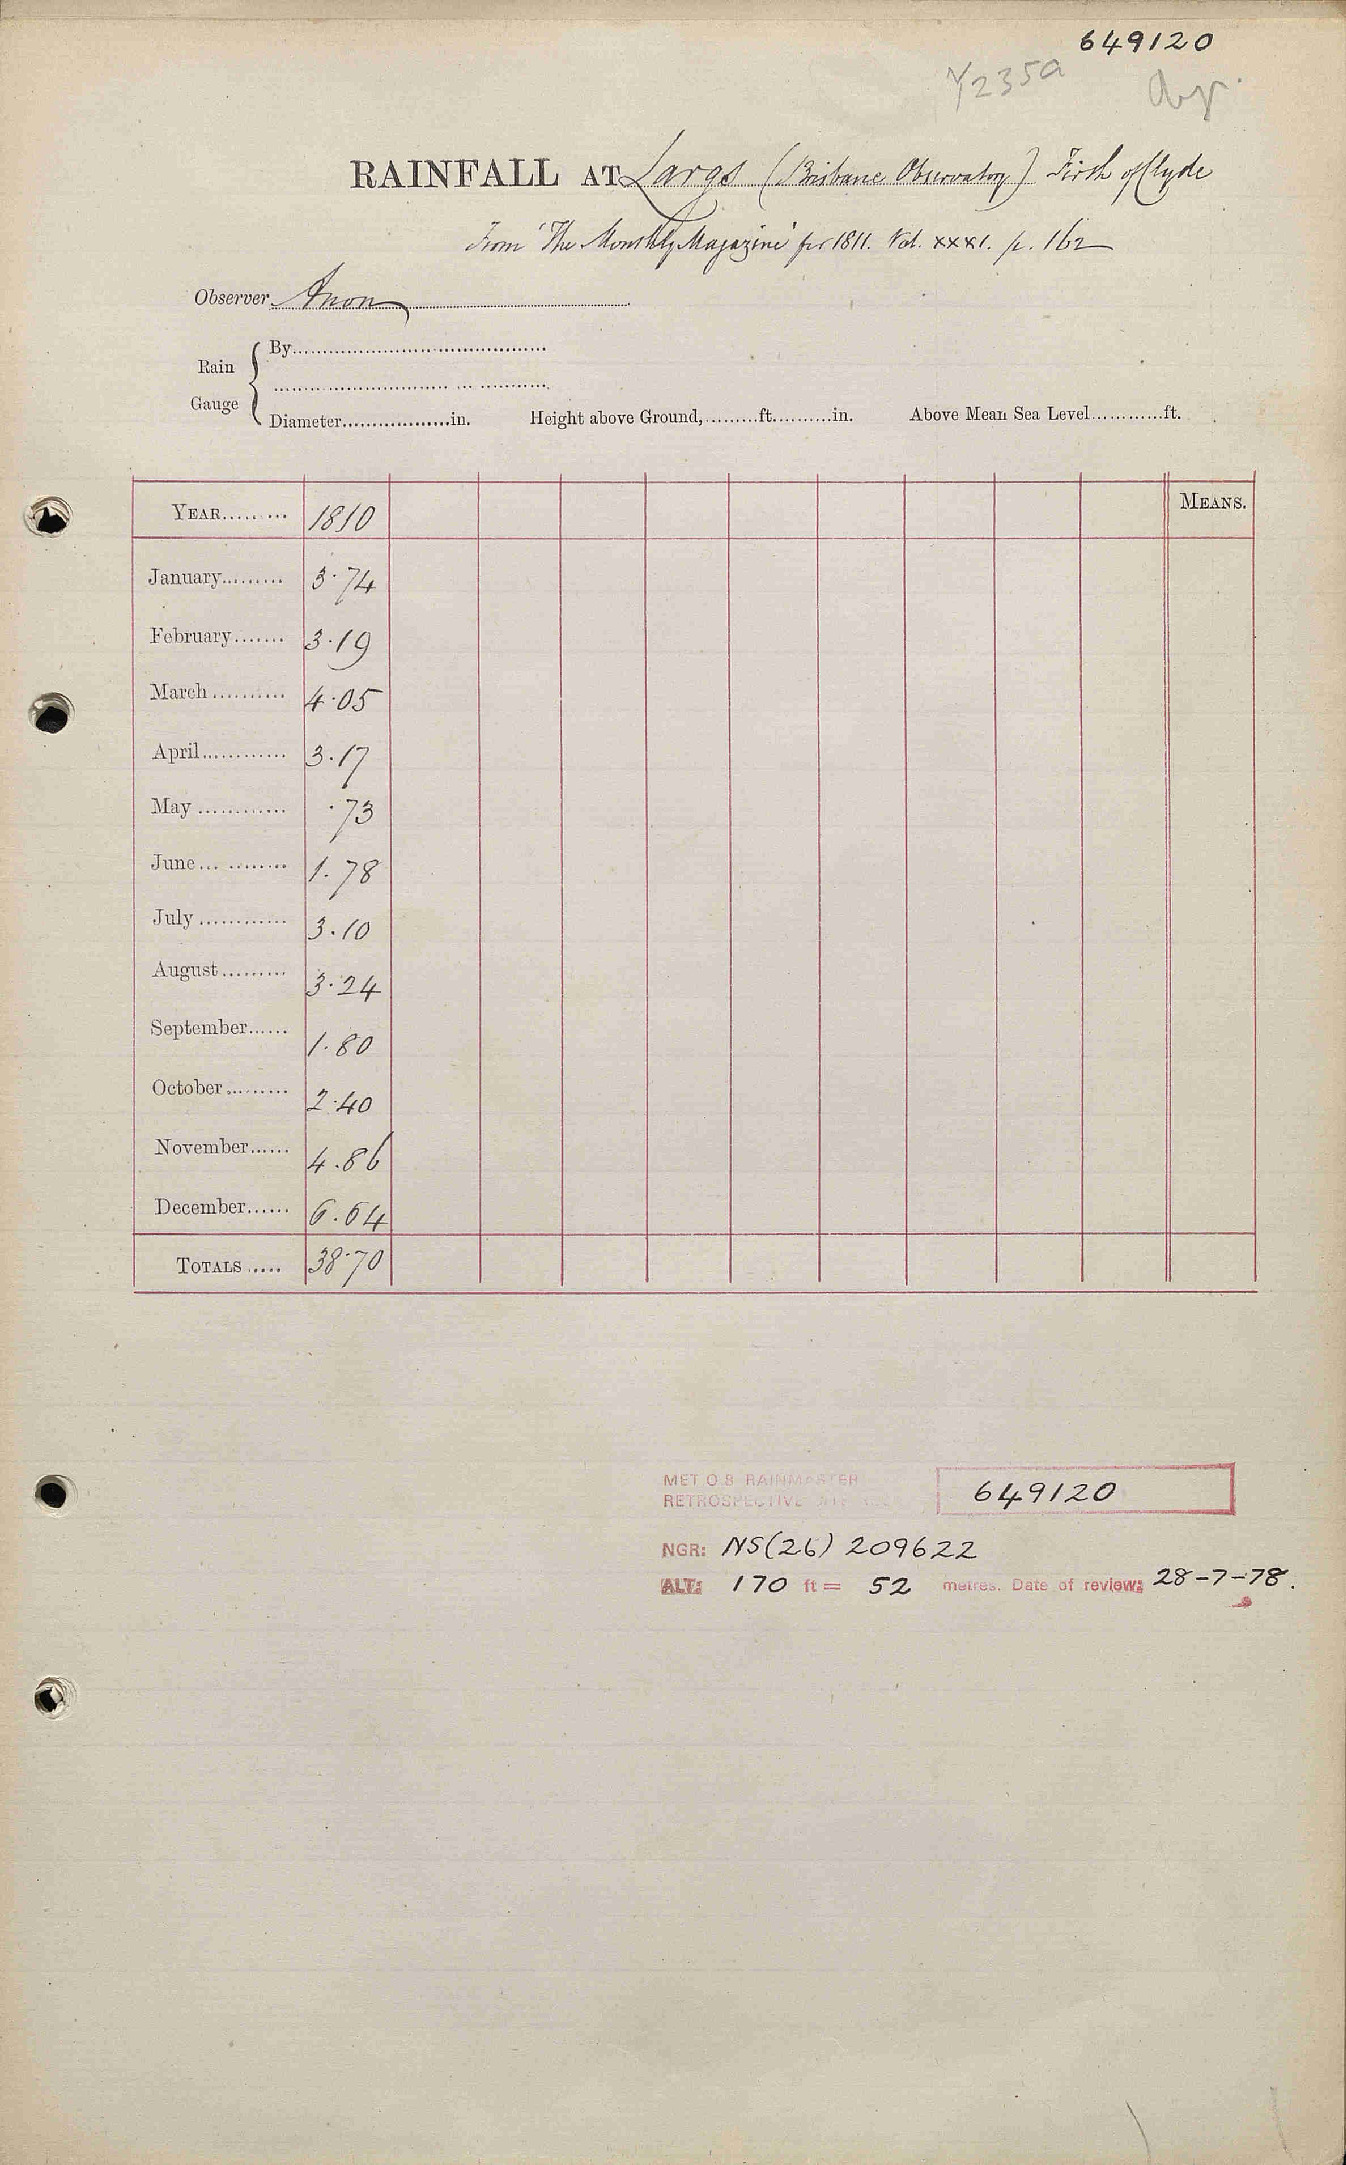 649120
Y235a
RAINFALL AT Largs (Brisbane Observatory) Firth of Clyde
From 'The Monthly Magazine' for 1811. Vol. xxxi. p. 162
Observer Anon
Rain Gauge { By
Diameter in. Height above Ground, ft. in. Above Mean Sea Level ft.
YEAR 1810 MEANS.
January 3.74
February 3.19
March 4.05
April 3.17
May .73
June 1.78
July 3.10
August 3.24
September 1.80
October 2.40
November 4.86
December 6.64
TOTALS 38.70
MET O.8 RAINMASTER
RETROSPECTIVE 649120
NGR: NS(26) 209622
ALT: 170 ft = 52 metres. Date of review: 28-7-78.